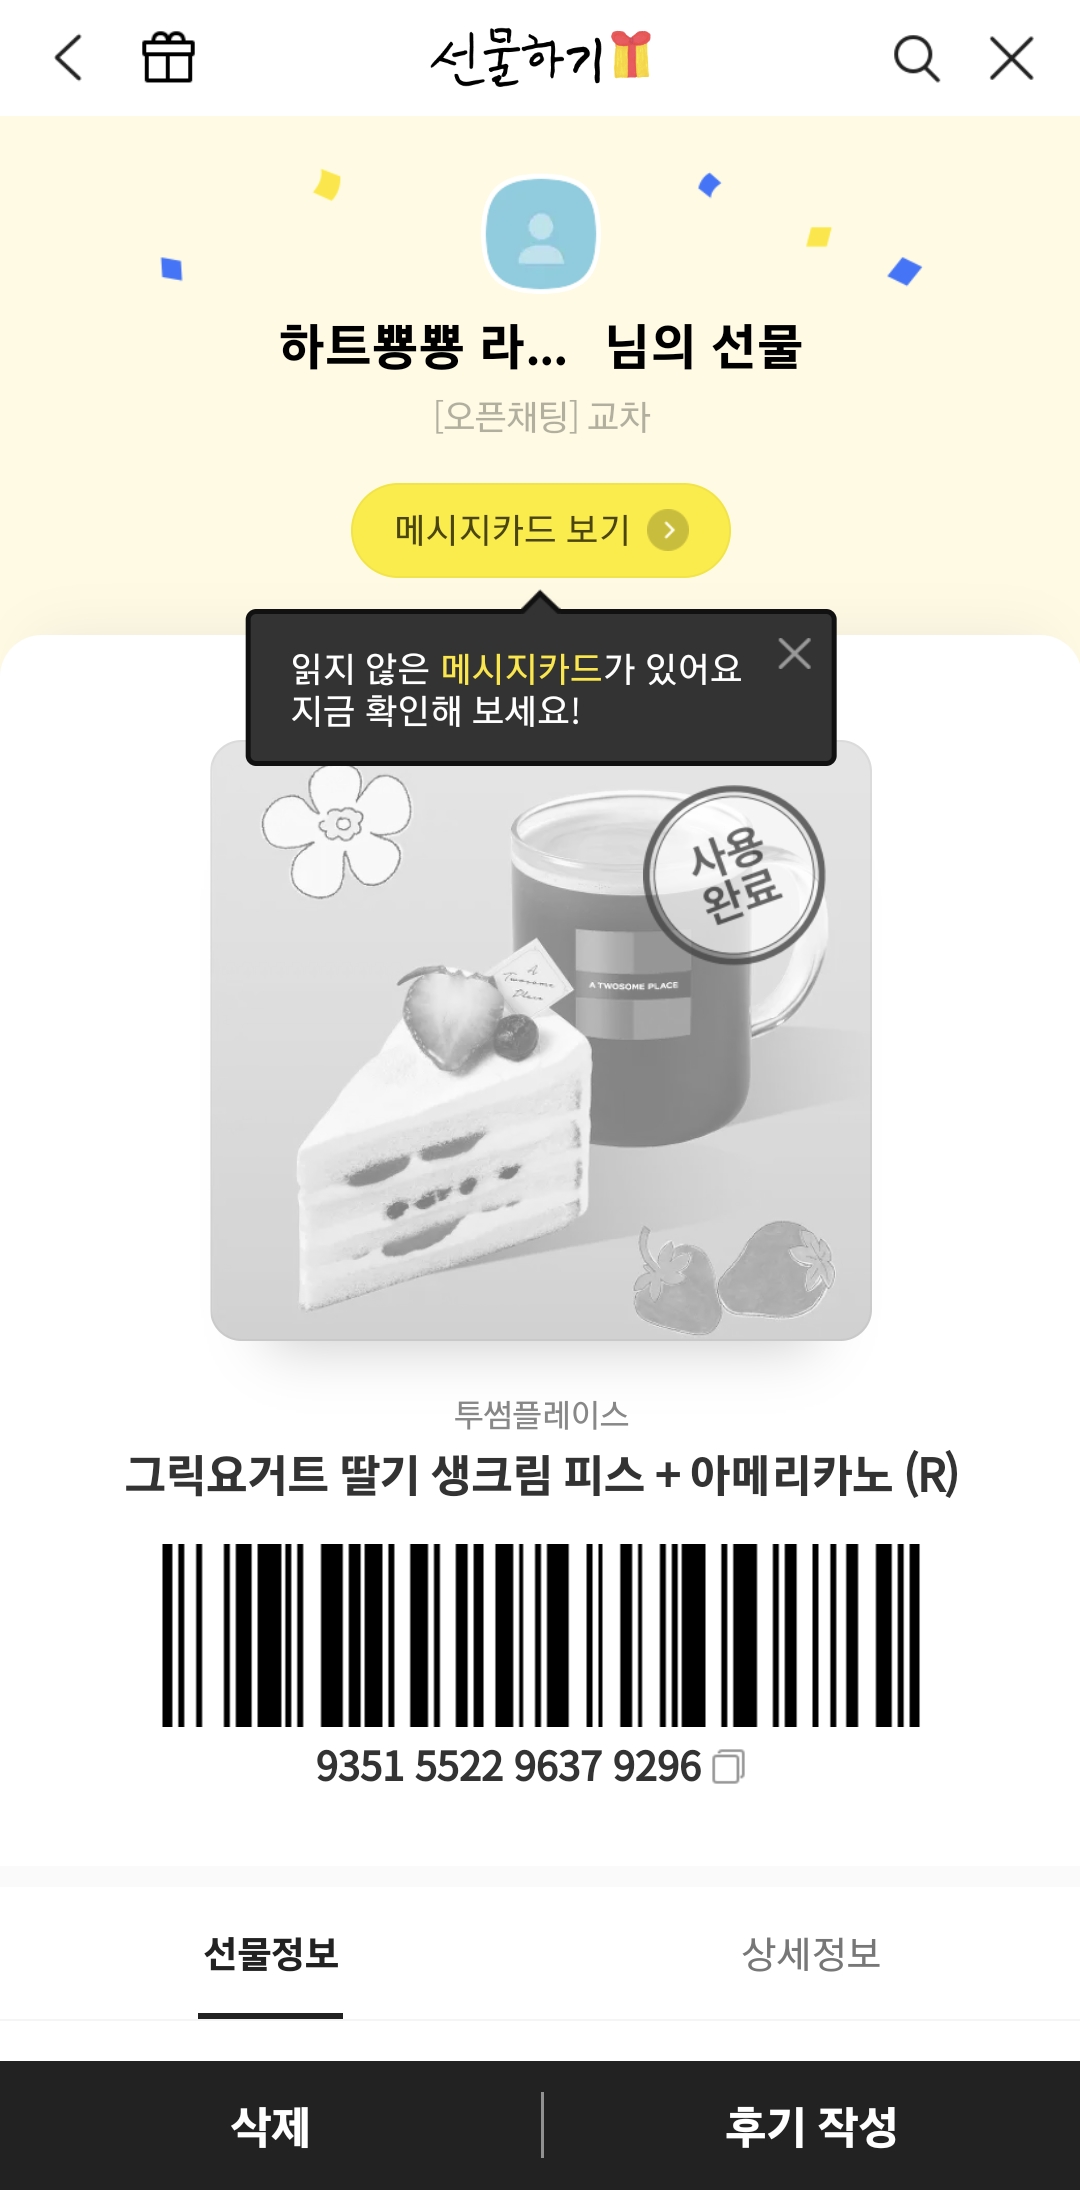 선물하기
하트뿅뿅 라... 님의 선물
[오픈채팅] 교차
메시지카드 보기
읽지 않은 메시지카드가 있어요
지금 확인해 보세요!
사용
완료
A
Twosome
Place
A TWOSOME PLACE
투썸플레이스
그릭요거트 딸기 생크림 피스 + 아메리카노 (R)
9351 5522 9637 9296
선물정보
상세정보
삭제
후기 작성